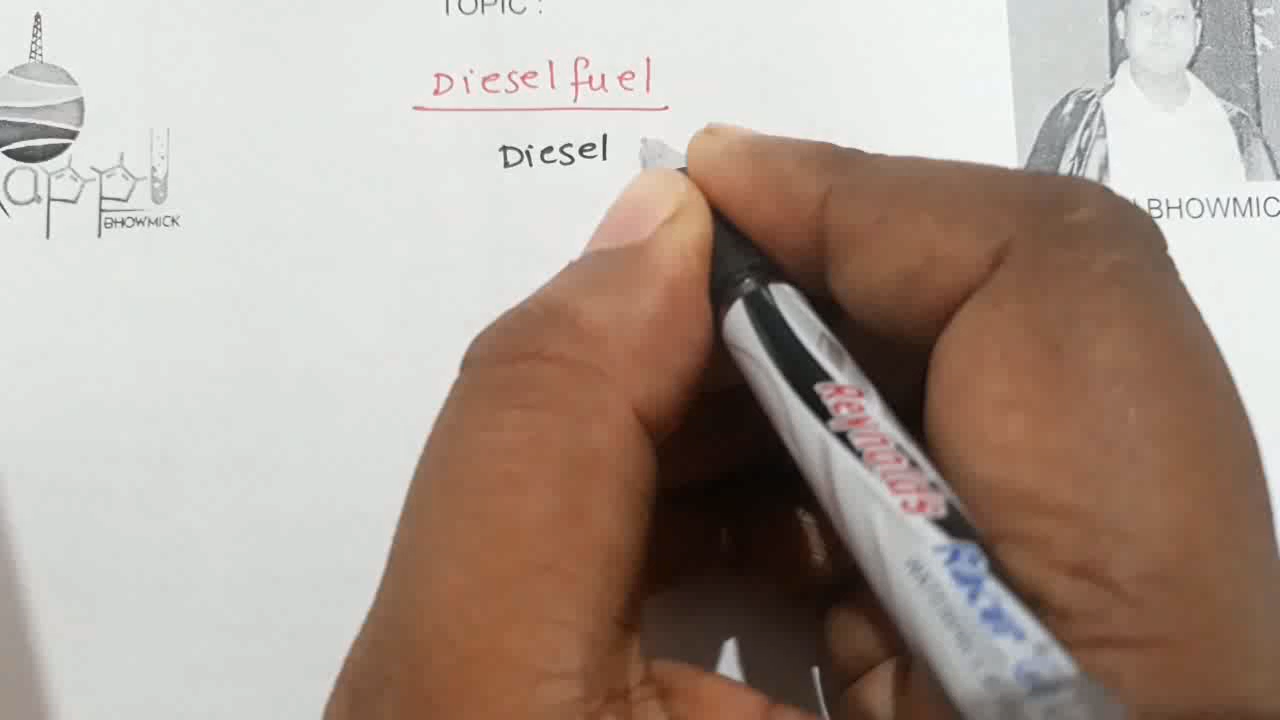 TOPIC :
Diesel fuel
Diesel
BHOWMICK
BHOWMIC
Reynolds